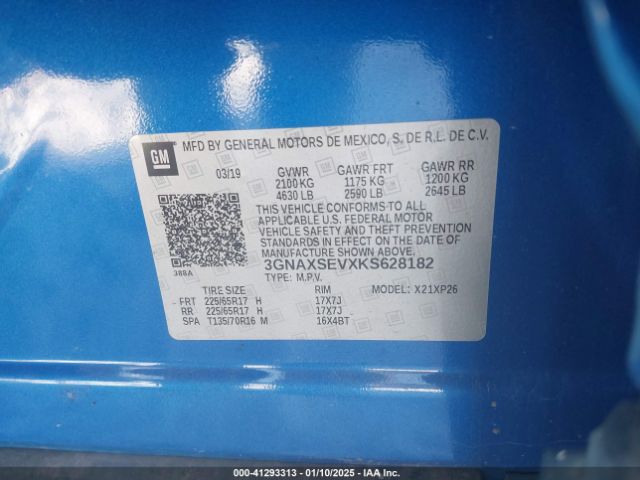 GM
MFD BY GENERAL MOTORS DE MEXICO, S. DE R.L. DE C.V.
03/19 GVWR GAWR FRT GAWR RR
2100 KG 1175 KG 1200 KG
4630 LB 2590 LB 2645 LB
THIS VEHICLE CONFORMS TO ALL
APPLICABLE U.S. FEDERAL MOTOR
VEHICLE SAFETY AND THEFT PREVENTION
STANDARDS IN EFFECT ON THE DATE OF
MANUFACTURE SHOWN ABOVE.
3GNAXSEVXKS628182
388A
TYPE: M.P.V.
TIRE SIZE RIM MODEL: X21XP26
FRT 225/65R17 H 17X7J
RR 225/65R17 H 17X7J
SPA T135/70R16 M 16X4BT
000-41293313 — 01/10/2025 — IAA Inc.